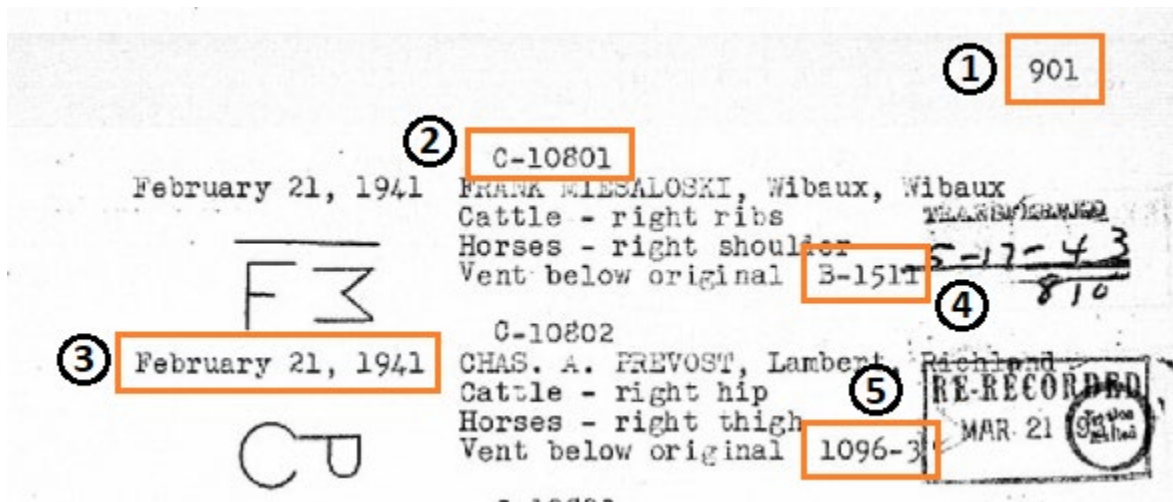 1 901
2 C-10801
February 21, 1941 FRANK MIESALOSKI, Wibaux, Wibaux
Cattle - right ribs
TRANSFERRED
Horses - right shoulder
5-17-43
Vent below original B-1511
4 810
C-10802
3 February 21, 1941 CHAS. A. PREVOST, Lambert, Richland
Cattle - right hip
5 RE-RECORDED
Horses - right thigh
MAR 21
Vent below original 1096-3